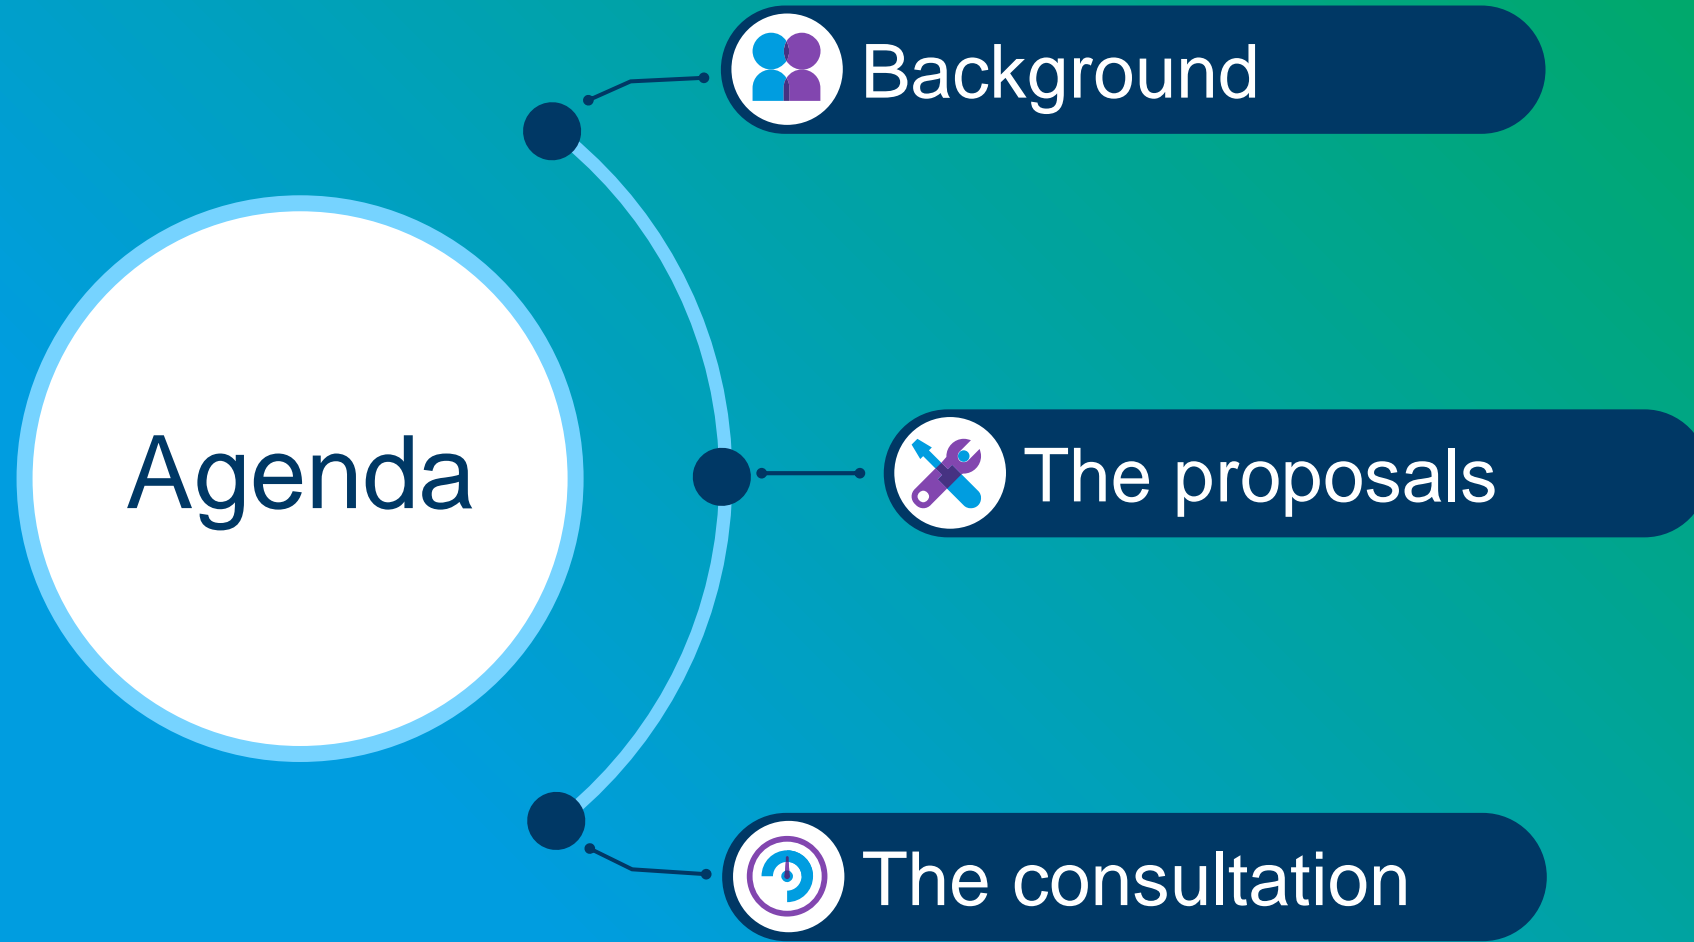 Agenda
Background
The proposals
The consultation